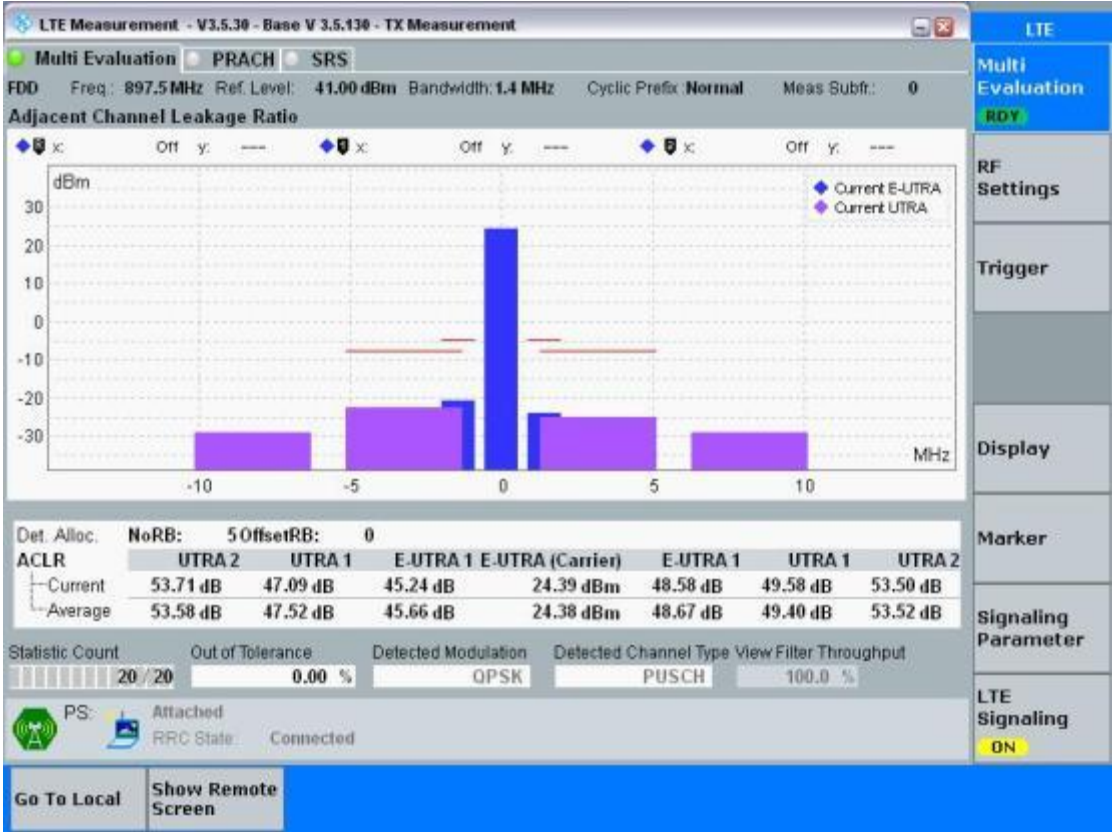 LTE Measurement - V3.5.30 - Base V 3.5.130 - TX Measurement
LTE
Multi Evaluation PRACH SRS
Multi Evaluation
RDY
FDD Freq.: 897.5 MHz Ref. Level: 41.00 dBm Bandwidth: 1.4 MHz Cyclic Prefix: Normal Meas Subfr.: 0
Adjacent Channel Leakage Ratio
x: Off y: --- x: Off y: --- x: Off y: ---
dBm
Current E-UTRA
Current UTRA
30
20
10
0
-10
-20
-30
MHz
-10 -5 0 5 10
RF Settings
Trigger
Display
Marker
Signaling Parameter
LTE Signaling
ON
Det. Alloc. NoRB: 5 OffsetRB: 0
ACLR UTRA 2 UTRA 1 E-UTRA 1 E-UTRA (Carrier) E-UTRA 1 UTRA 1 UTRA 2
Current 53.71 dB 47.09 dB 45.24 dB 24.39 dBm 48.58 dB 49.58 dB 53.50 dB
Average 53.58 dB 47.52 dB 45.66 dB 24.38 dBm 48.67 dB 49.40 dB 53.52 dB
Statistic Count Out of Tolerance Detected Modulation Detected Channel Type View Filter Throughput
20 / 20 0.00 % QPSK PUSCH 100.0 %
PS: Attached
RRC State: Connected
Go To Local
Show Remote Screen